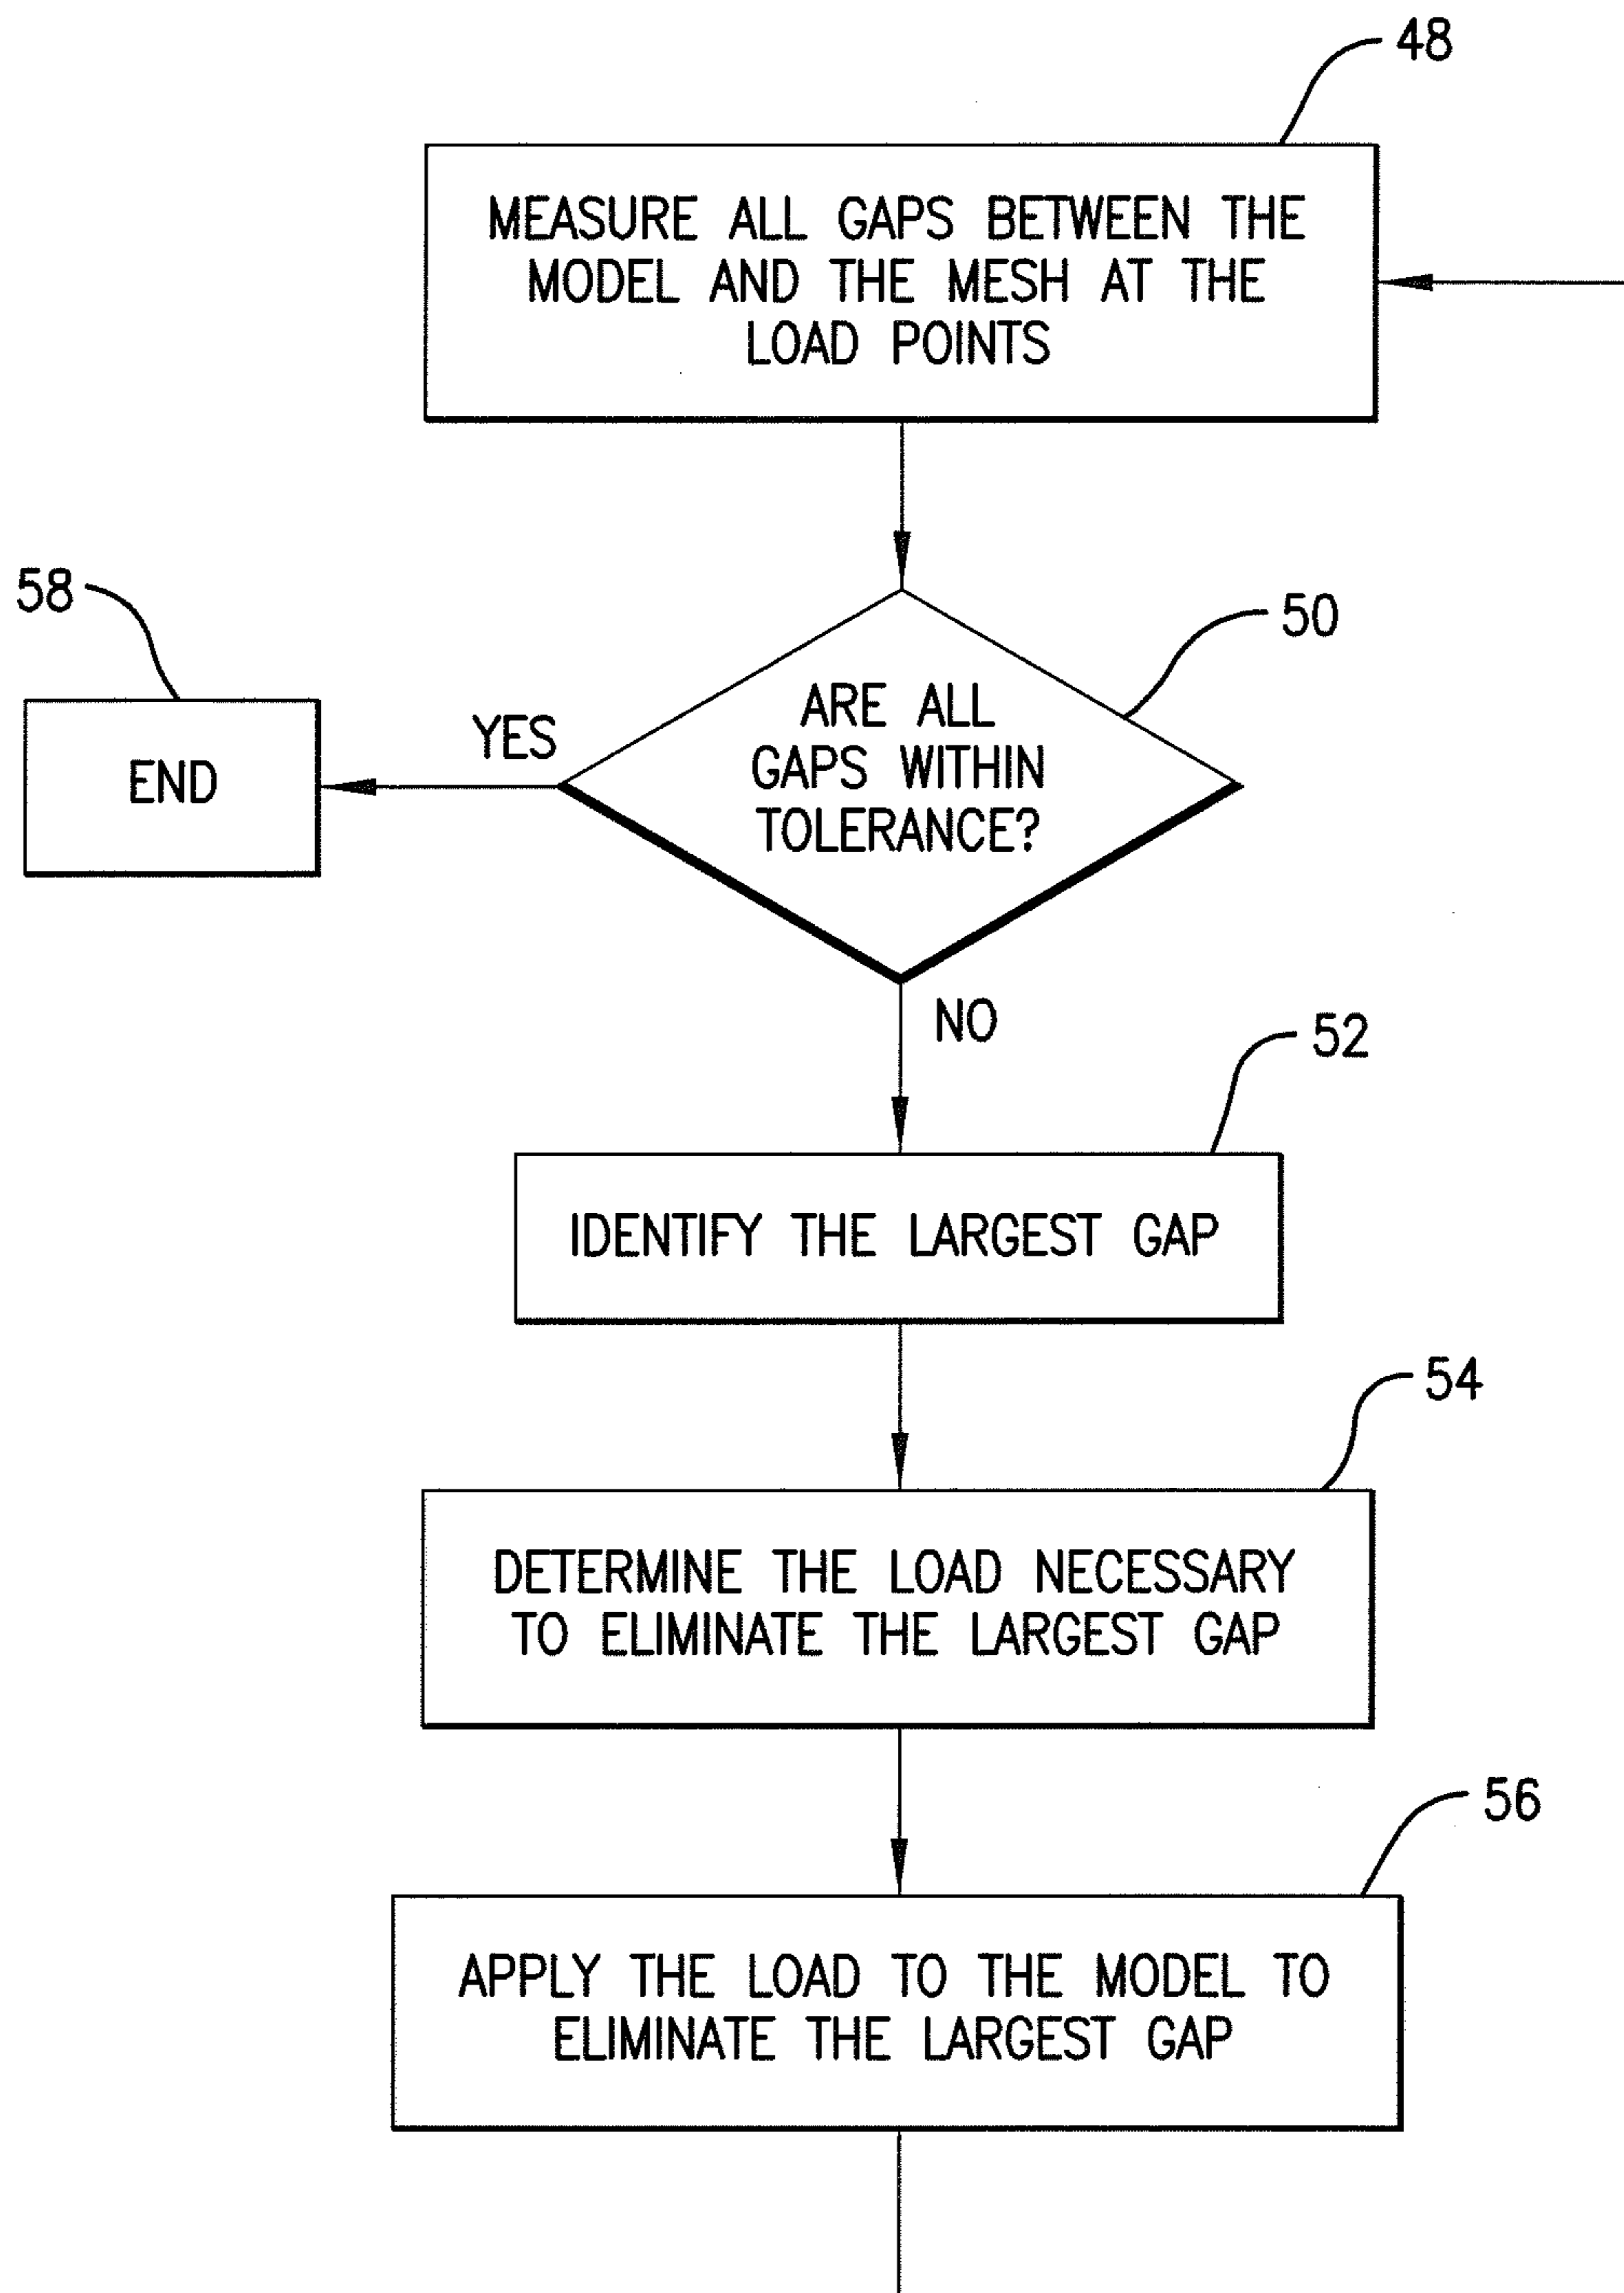 48
MEASURE ALL GAPS BETWEEN THE
MODEL AND THE MESH AT THE
LOAD POINTS
58
50
YES
ARE ALL
GAPS WITHIN
TOLERANCE?
END
NO
52
IDENTIFY THE LARGEST GAP
54
DETERMINE THE LOAD NECESSARY
TO ELIMINATE THE LARGEST GAP
56
APPLY THE LOAD TO THE MODEL TO
ELIMINATE THE LARGEST GAP